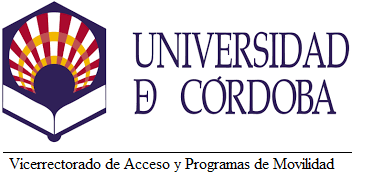 UNIVERSIDAD
DE CÓRDOBA
Vicerrectorado de Acceso y Programas de Movilidad